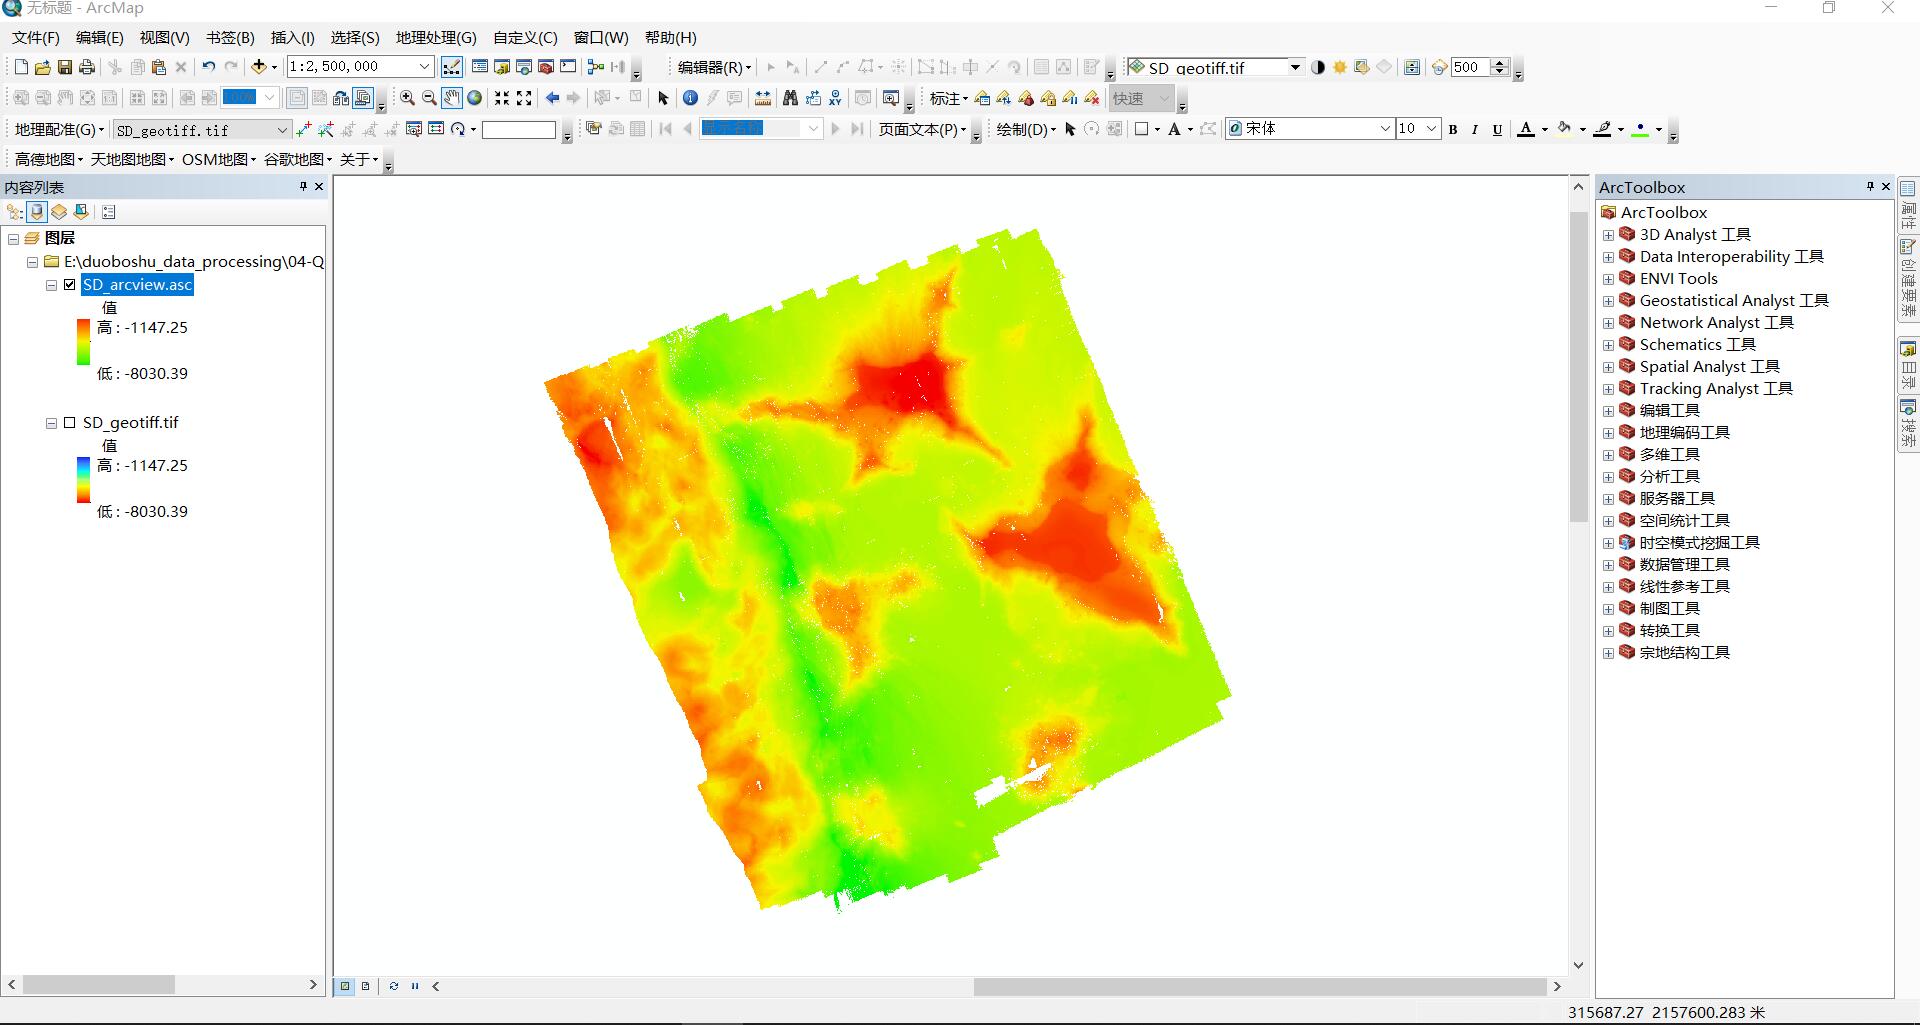 无标题 - ArcMap
文件(F) 编辑(E) 视图(V) 书签(B) 插入(I) 选择(S) 地理处理(G) 自定义(C) 窗口(W) 帮助(H)
1:2,500,000 编辑器(R) SD_geotiff.tif 500
100% 标注 快速
地理配准(G) SD_geotiff.tif 显示名称 页面文本(P) 绘制(D) A 宋体 10 B I U A
高德地图 天地图地图 OSM地图 谷歌地图 关于
内容列表
图层
E:\duoboshu_data_processing\04-Q
SD_arcview.asc
值
高 : -1147.25
低 : -8030.39
SD_geotiff.tif
值
高 : -1147.25
低 : -8030.39
ArcToolbox
ArcToolbox
3D Analyst 工具
Data Interoperability 工具
ENVI Tools
Geostatistical Analyst 工具
Network Analyst 工具
Schematics 工具
Spatial Analyst 工具
Tracking Analyst 工具
编辑工具
地理编码工具
多维工具
分析工具
服务器工具
空间统计工具
时空模式挖掘工具
数据管理工具
线性参考工具
制图工具
转换工具
宗地结构工具
属性
创建要素
目录
搜索
315687.27 2157600.283 米